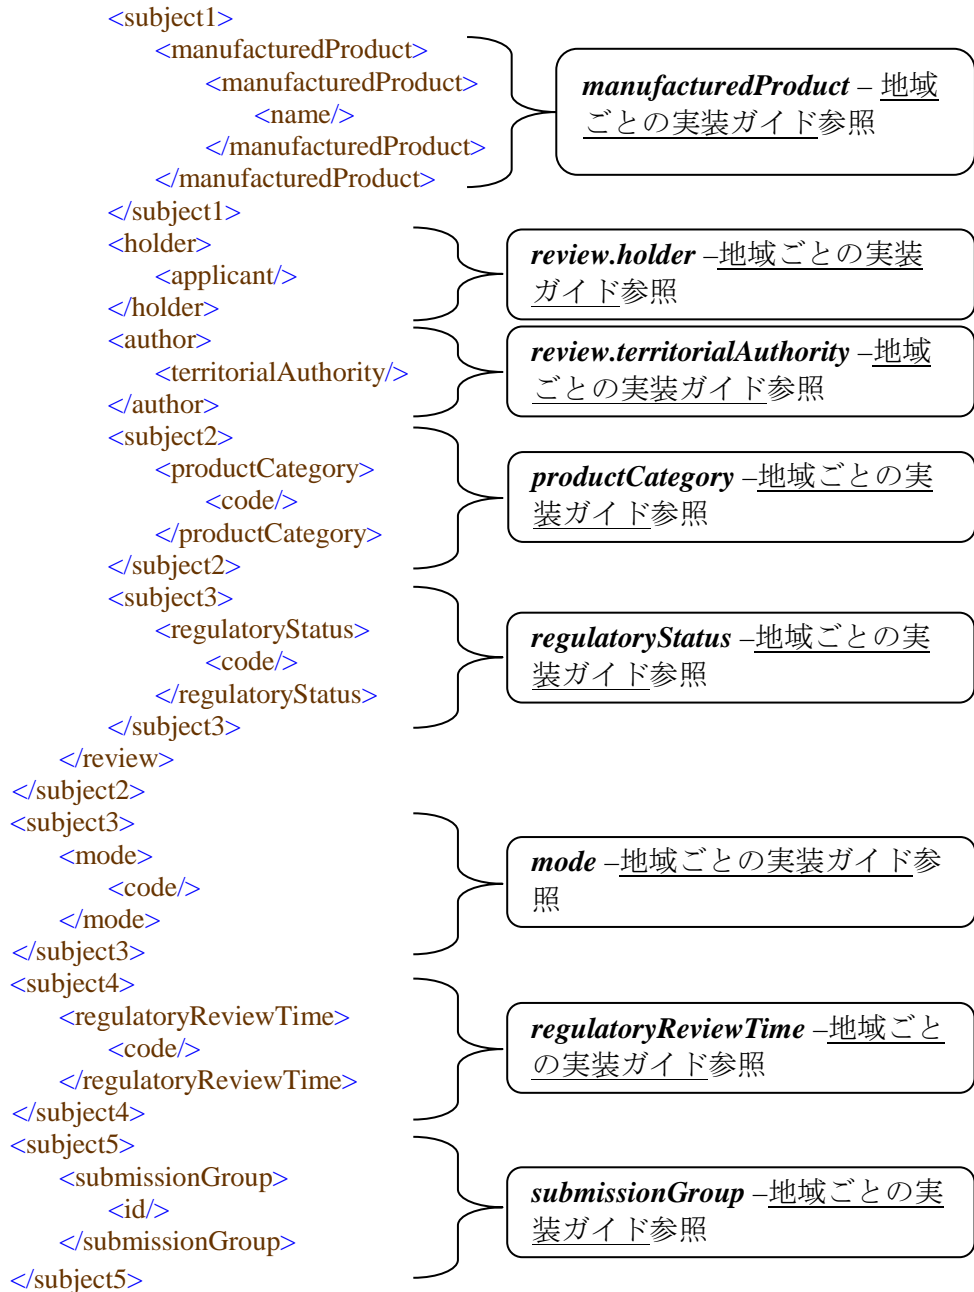 <subject1>
<manufacturedProduct>
<manufacturedProduct>
<name/>
</manufacturedProduct>
</manufacturedProduct>
</subject1>
manufacturedProduct – 地域
ごとの実装ガイド参照
<holder>
<applicant/>
</holder>
review.holder –地域ごとの実装
ガイド参照
<author>
<territorialAuthority/>
</author>
review.territorialAuthority –地域
ごとの実装ガイド参照
<subject2>
<productCategory>
<code/>
</productCategory>
</subject2>
productCategory –地域ごとの実
装ガイド参照
<subject3>
<regulatoryStatus>
<code/>
</regulatoryStatus>
</subject3>
regulatoryStatus –地域ごとの実
装ガイド参照
</review>
</subject2>
<subject3>
<mode>
<code/>
</mode>
</subject3>
mode –地域ごとの実装ガイド参
照
<subject4>
<regulatoryReviewTime>
<code/>
</regulatoryReviewTime>
</subject4>
regulatoryReviewTime –地域ごと
の実装ガイド参照
<subject5>
<submissionGroup>
<id/>
</submissionGroup>
</subject5>
submissionGroup –地域ごとの実
装ガイド参照